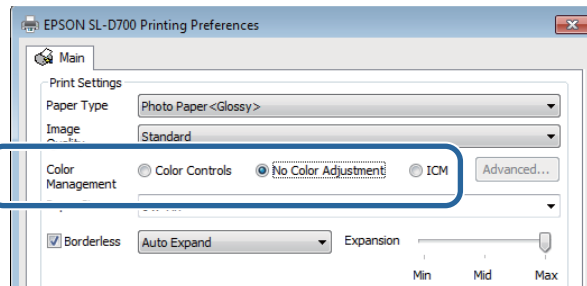 EPSON SL-D700 Printing Preferences
Main
Print Settings
Paper Type Photo Paper<Glossy>
Image
Standard
Color
Management Color Controls No Color Adjustment ICM Advanced...
Borderless Auto Expand Expansion
Min Mid Max